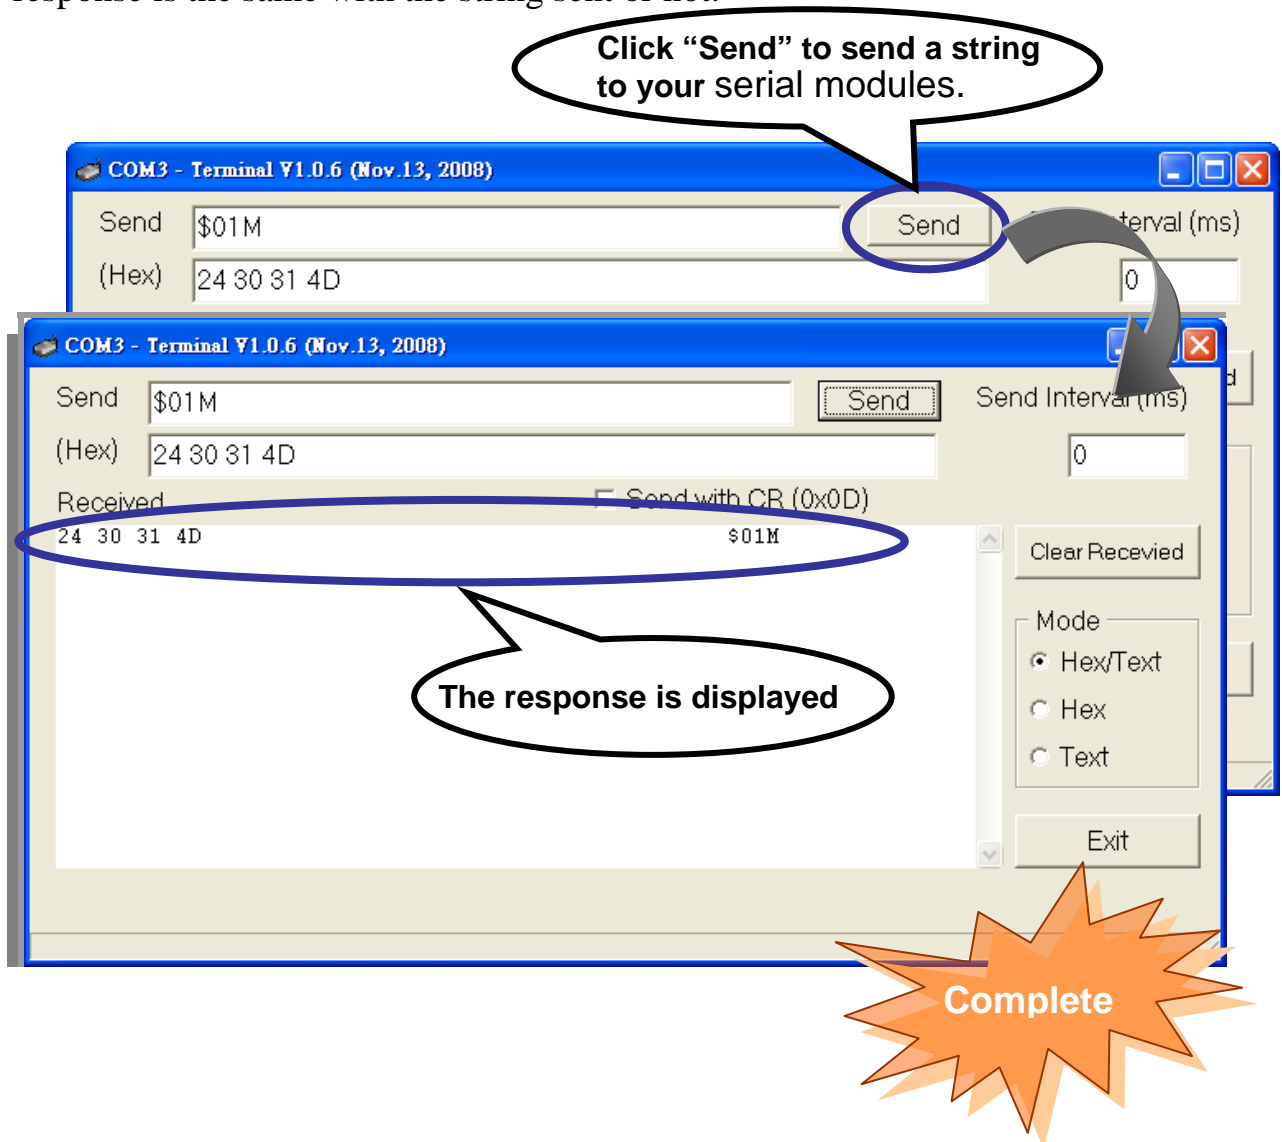 Click “Send” to send a string
to your serial modules.
COM3 - Terminal V1.0.6 (Nov.13, 2008)
Send
$01M
Send
terval (ms)
(Hex)
24 30 31 4D
0
COM3 - Terminal V1.0.6 (Nov.13, 2008)
Send
$01M
Send
Send Interval (ms)
(Hex)
24 30 31 4D
0
Received
Send with CR (0x0D)
24 30 31 4D
$01M
Clear Recevied
Mode
Hex/Text
Hex
Text
The response is displayed
Exit
Complete